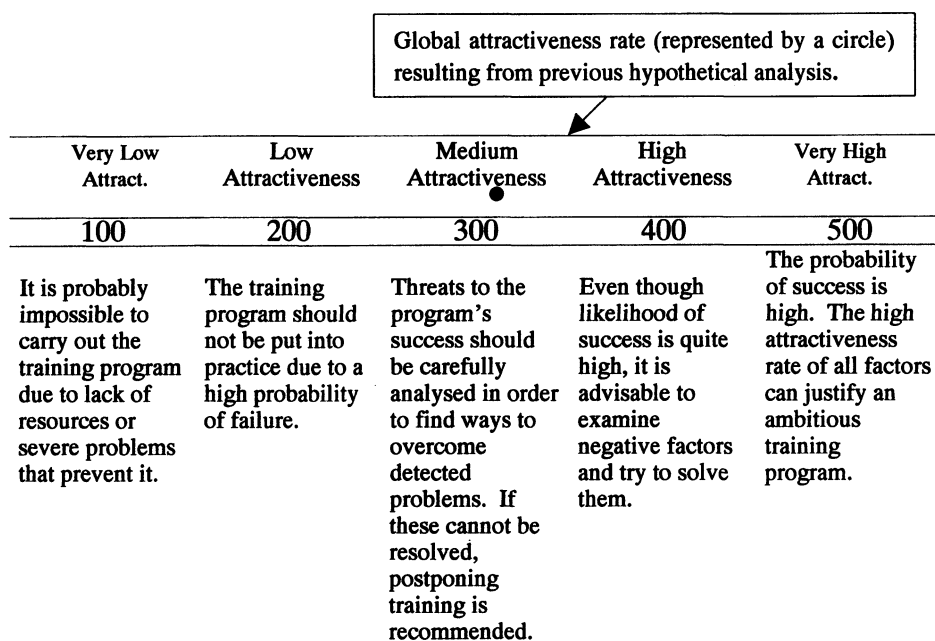 Global attractiveness rate (represented by a circle)
resulting from previous hypothetical analysis.
Very Low
Attract.
Low
Attractiveness
Medium
Attractiveness
High
Attractiveness
Very High
Attract.
100
200
300
400
500
It is probably
impossible to
carry out the
training program
due to lack of
resources or
severe problems
that prevent it.
The training
program should
not be put into
practice due to a
high probability
of failure.
Threats to the
program's
success should
be carefully
analysed in order
to find ways to
overcome
detected
problems. If
these cannot be
resolved,
postponing
training is
recommended.
Even though
likelihood of
success is quite
high, it is
advisable to
examine
negative factors
and try to solve
them.
The probability
of success is
high. The high
attractiveness
rate of all factors
can justify an
ambitious
training
program.